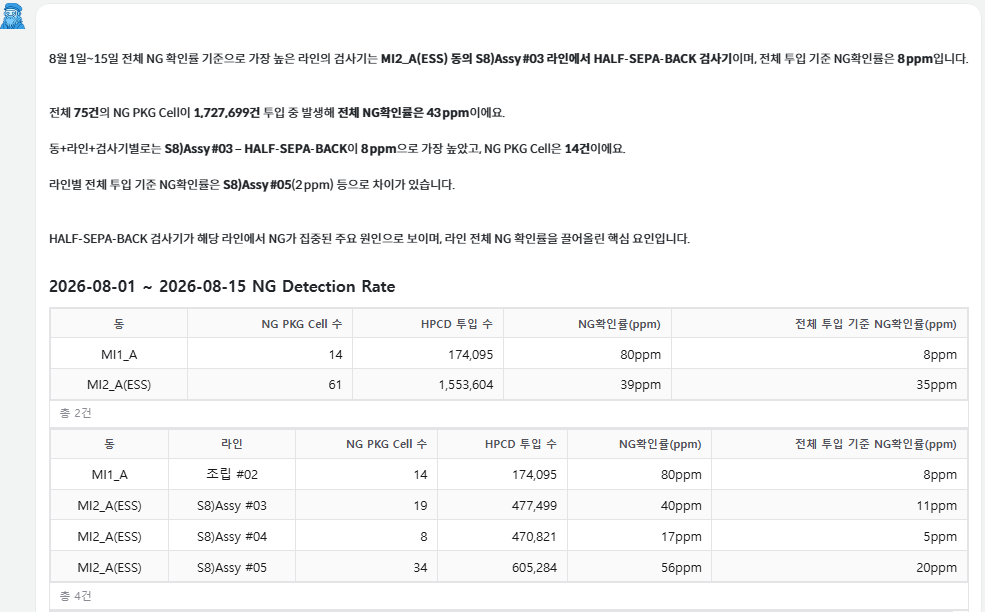 8월 1일~15일 전체 NG 확인률 기준으로 가장 높은 라인의 검사기는 MI2_A(ESS) 동의 S8)Assy #03 라인에서 HALF-SEPA-BACK 검사기이며, 전체 투입 기준 NG확인률은 8ppm입니다.
전체 75건의 NG PKG Cell이 1,727,699건 투입 중 발생해 전체 NG확인률은 43ppm이에요.
동+라인+검사기별로는 S8)Assy #03 – HALF-SEPA-BACK이 8ppm으로 가장 높았고, NG PKG Cell은 14건이에요.
라인별 전체 투입 기준 NG확인률은 S8)Assy #05(2ppm) 등으로 차이가 있습니다.
HALF-SEPA-BACK 검사기가 해당 라인에서 NG가 집중된 주요 원인으로 보이며, 라인 전체 NG 확인률을 끌어올린 핵심 요인입니다.
2026-08-01 ~ 2026-08-15 NG Detection Rate
동 NG PKG Cell 수 HPCD 투입 수 NG확인률(ppm) 전체 투입 기준 NG확인률(ppm)
MI1_A 14 174,095 80ppm 8ppm
MI2_A(ESS) 61 1,553,604 39ppm 35ppm
총 2건
동 라인 NG PKG Cell 수 HPCD 투입 수 NG확인률(ppm) 전체 투입 기준 NG확인률(ppm)
MI1_A 조립 #02 14 174,095 80ppm 8ppm
MI2_A(ESS) S8)Assy #03 19 477,499 40ppm 11ppm
MI2_A(ESS) S8)Assy #04 8 470,821 17ppm 5ppm
MI2_A(ESS) S8)Assy #05 34 605,284 56ppm 20ppm
총 4건